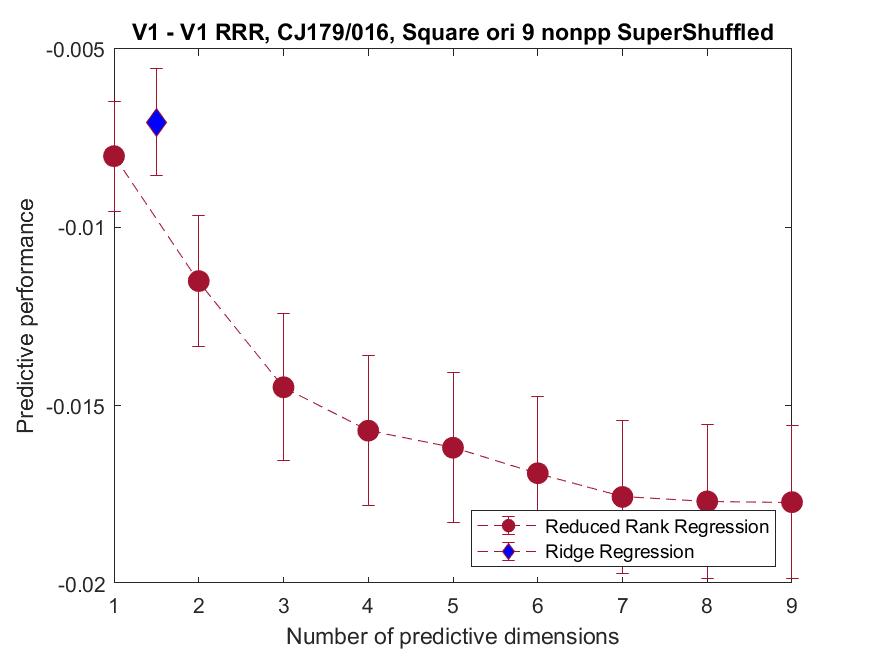 V1 - V1 RRR, CJ179/016, Square ori 9 nonpp SuperShuffled
-0.005
-0.01
-0.015
-0.02
Predictive performance
1 2 3 4 5 6 7 8 9
Number of predictive dimensions
Reduced Rank Regression
Ridge Regression